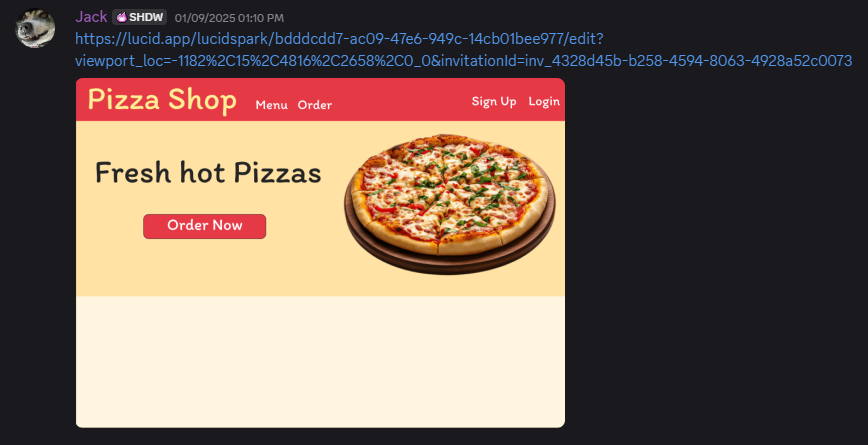 Jack SHDW 01/09/2025 01:10 PM
https://lucid.app/lucidspark/bdddcdd7-ac09-47e6-949c-14cb01bee977/edit?
viewport_loc=-1182%2C15%2C4816%2C2658%2C0_0&invitationId=inv_4328d45b-b258-4594-8063-4928a52c0073
Pizza Shop Menu Order Sign Up Login
Fresh hot Pizzas
Order Now